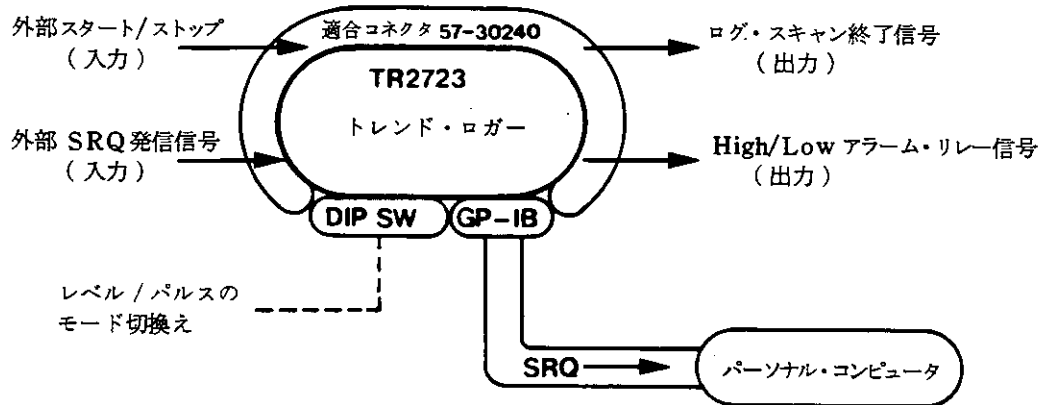 外部スタート/ストップ
(入力)
適合コネクタ 57-30240
ログ・スキャン終了信号
(出力)
TR2723
トレンド・ロガー
外部 SRQ 発信信号
(入力)
High/Low アラーム・リレー信号
(出力)
DIP SW
GP-IB
レベル / パルスの
モード切換え
SRQ
パーソナル・コンピュータ